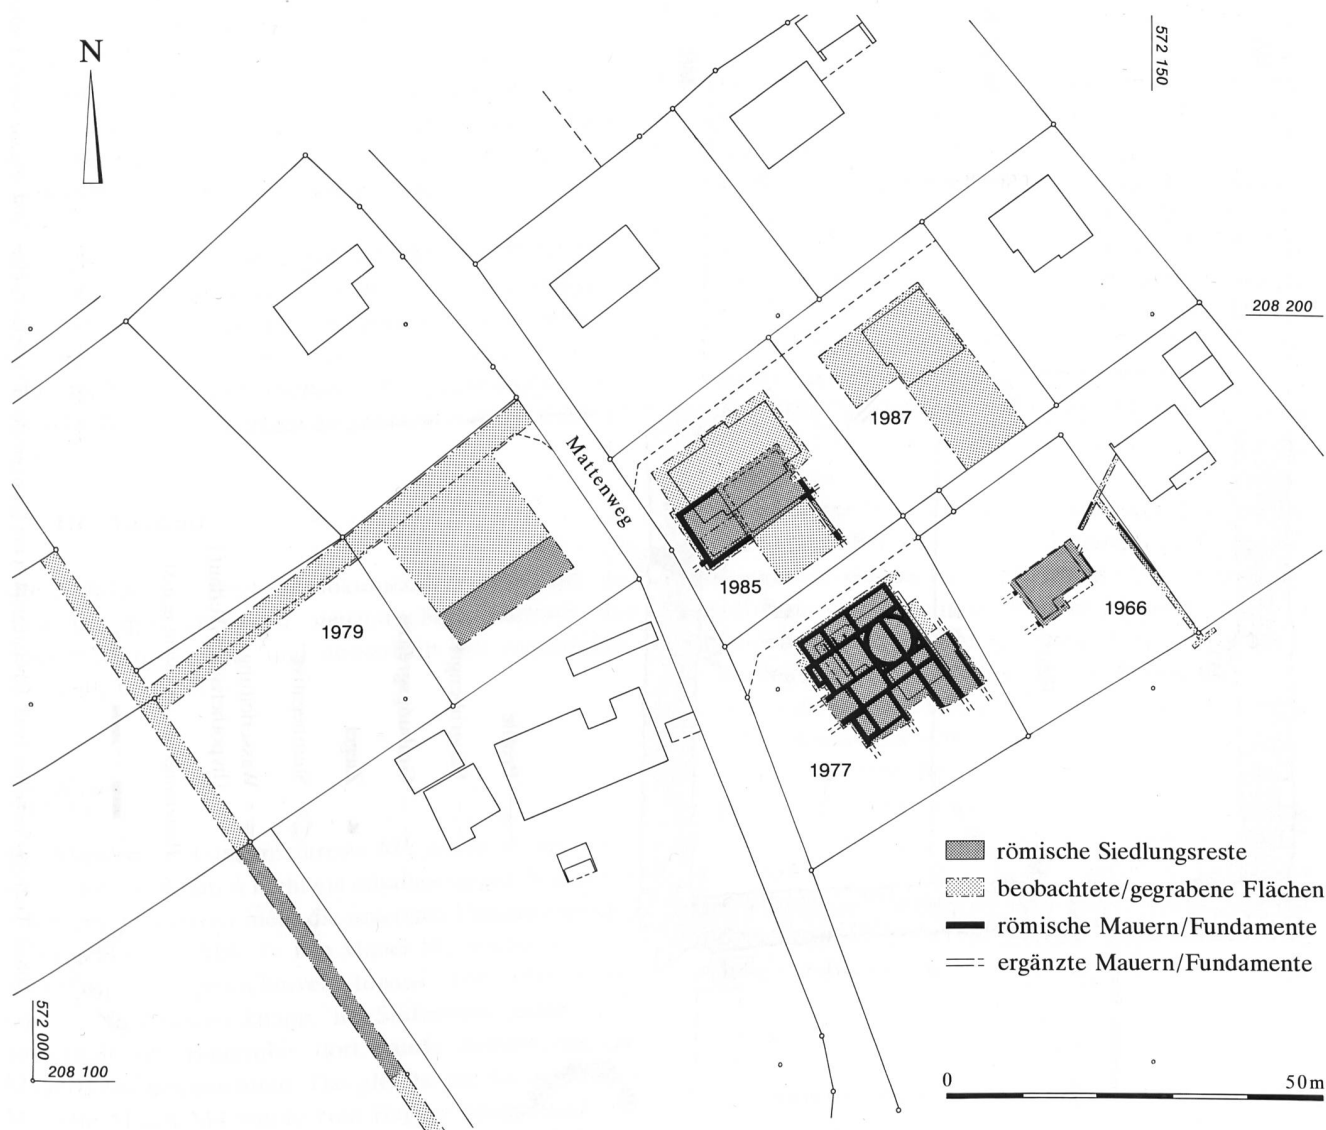 N
572 150
208 200
Mattenweg
1987
1985
1979
1966
1977
römische Siedlungsreste
beobachtete/gegrabene Flächen
römische Mauern/Fundamente
ergänzte Mauern/Fundamente
572 000
208 100
0 50m